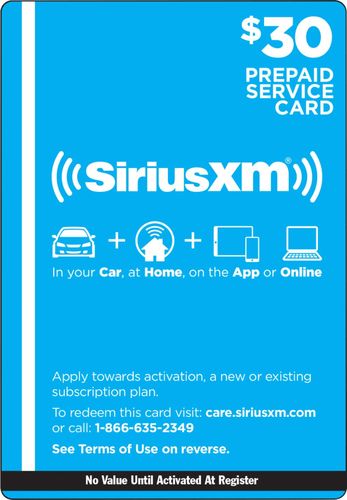 $30
PREPAID
SERVICE
CARD
SiriusXm®
In your Car, at Home, on the App or Online
Apply towards activation, a new or existing
subscription plan.
To redeem this card visit: care.siriusxm.com
or call: 1-866-635-2349
See Terms of Use on reverse.
No Value Until Activated At Register